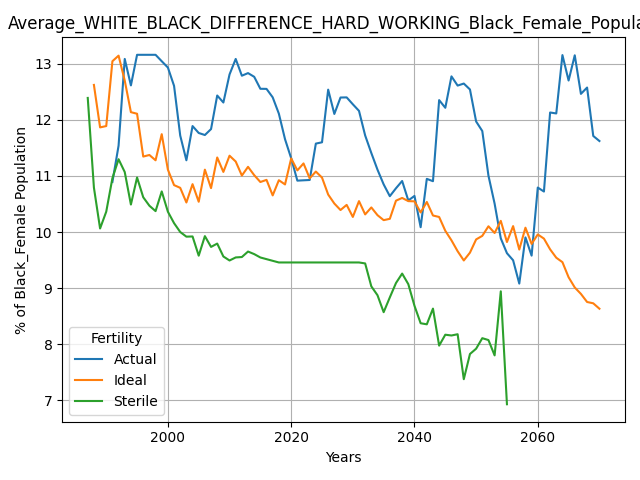 Average_WHITE_BLACK_DIFFERENCE_HARD_WORKING_Black_Female_Popula
% of Black_Female Population
13
12
11
10
9
8
7
Fertility
Actual
Ideal
Sterile
2000 2020 2040 2060
Years